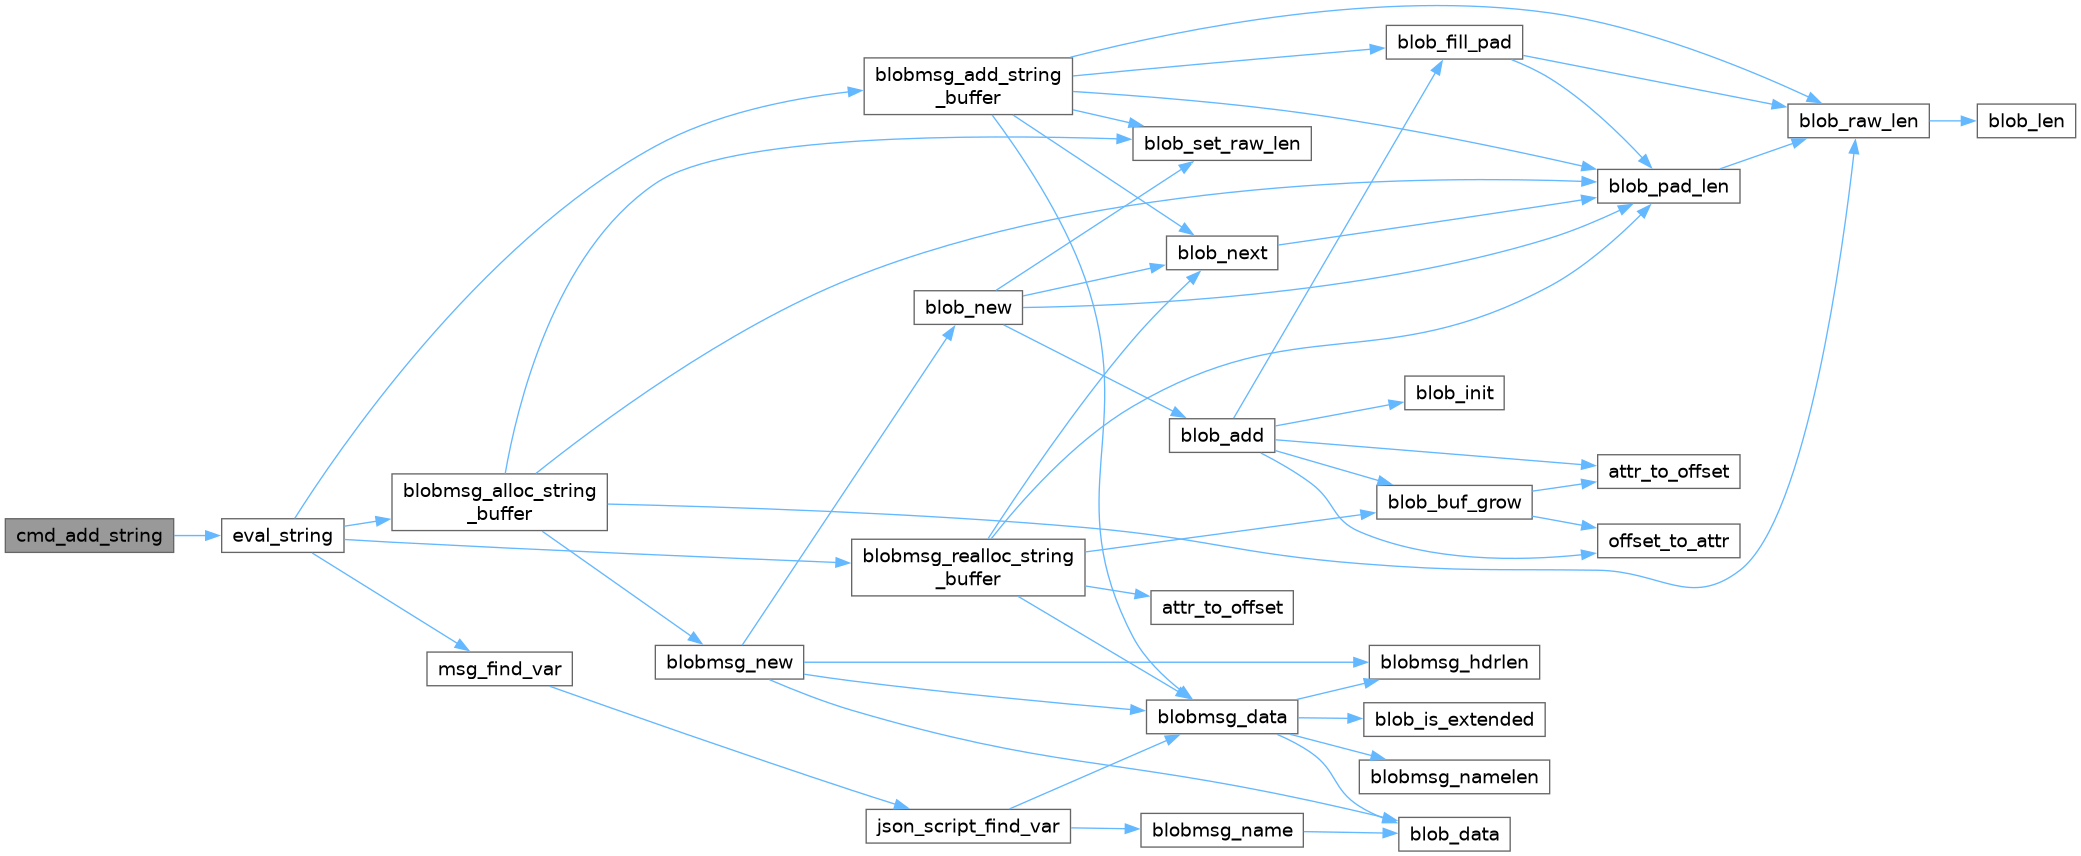 cmd_add_string
eval_string
blobmsg_alloc_string
_buffer
msg_find_var
blobmsg_new
blobmsg_add_string
_buffer
blob_new
blobmsg_realloc_string
_buffer
json_script_find_var
blob_set_raw_len
blob_next
blob_add
attr_to_offset
blobmsg_data
blobmsg_name
blob_fill_pad
blob_init
blob_buf_grow
blobmsg_hdrlen
blob_is_extended
blobmsg_namelen
blob_data
blob_pad_len
attr_to_offset
offset_to_attr
blob_raw_len
blob_len